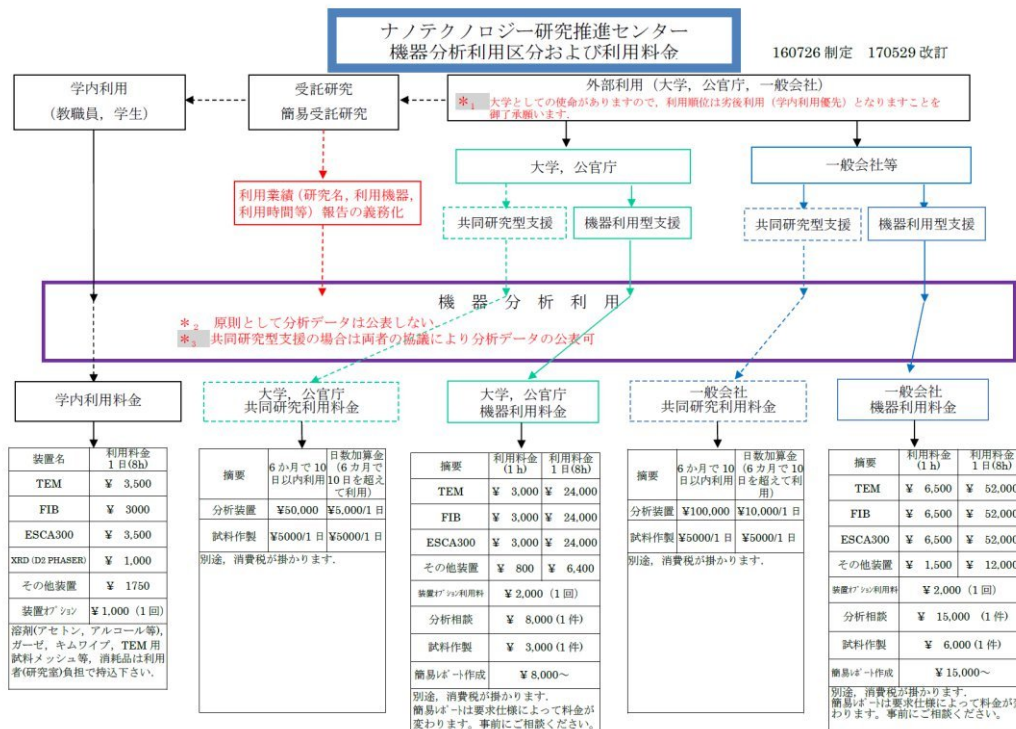 ナノテクノロジー研究推進センター
機器分析利用区分および利用料金
160726 制定 170529 改訂
学内利用
(教職員, 学生)
受託研究
簡易受託研究
外部利用 (大学, 公官庁, 一般会社)
*1 大学としての使命がありますので, 利用順位は劣後利用 (学内利用優先) となりますことを
御了承願います.
大学, 公官庁
一般会社等
利用業績 (研究名, 利用機器,
利用時間等) 報告の義務化
共同研究型支援
機器利用型支援
共同研究型支援
機器利用型支援
機 器 分 析 利 用
*2 原則として分析データは公表しない
*3 共同研究型支援の場合は両者の協議により分析データの公表可
学内利用料金
大学, 公官庁
共同研究利用料金
大学, 公官庁
機器利用料金
一般会社
共同研究利用料金
一般会社
機器利用料金
装置名 利用料金
1 日(8h)
TEM ¥ 3,500
FIB ¥ 3000
ESCA300 ¥ 3,500
XRD (D2 PHASER) ¥ 1,000
その他装置 ¥ 1750
装置オプション ¥ 1,000 (1 回)
溶剤(アセトン, アルコール等),
ガーゼ, キムワイプ, TEM 用
試料メッシュ等, 消耗品は利用
者(研究室)負担で持込下さい.
摘要 6 か月で 10
日以内利用 日数加算金
(6 カ月で
10 日を超え
て利用)
分析装置 ¥50,000 ¥5,000/1 日
試料作製 ¥5000/1 日 ¥5000/1 日
別途, 消費税が掛かります.
摘要 利用料金
(1 h) 利用料金
1 日(8h)
TEM ¥ 3,000 ¥ 24,000
FIB ¥ 3,000 ¥ 24,000
ESCA300 ¥ 3,000 ¥ 24,000
その他装置 ¥ 800 ¥ 6,400
装置オプション利用料 ¥ 2,000 (1 回)
分析相談 ¥ 8,000 (1 件)
試料作製 ¥ 3,000 (1 件)
簡易レポート作成 ¥ 8,000～
別途, 消費税が掛かります.
簡易レポートは要求仕様によって料金が
変わります。事前にご相談ください。
摘要 6 か月で 10
日以内利用 日数加算金
(6 カ月で 10
日を超えて利
用)
分析装置 ¥100,000 ¥10,000/1 日
試料作製 ¥5000/1 日 ¥5000/1 日
別途, 消費税が掛かります.
摘要 利用料金
(1 h) 利用料金
1 日(8h)
TEM ¥ 6,500 ¥ 52,000
FIB ¥ 6,500 ¥ 52,000
ESCA300 ¥ 6,500 ¥ 52,000
その他装置 ¥ 1,500 ¥ 12,000
装置オプション利用料 ¥ 2,000 (1 回)
分析相談 ¥ 15,000 (1 件)
試料作製 ¥ 6,000 (1 件)
簡易レポート作成 ¥ 15,000～
別途, 消費税が掛かります.
簡易レポートは要求仕様によって料金が変
わります。事前にご相談ください。